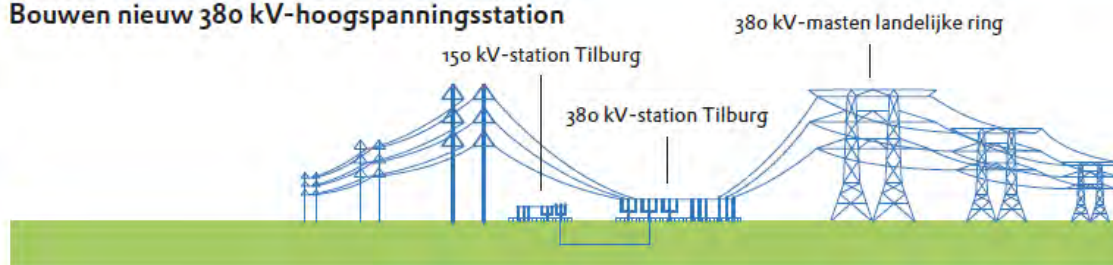 Bouwen nieuw 380 kV-hoogspanningsstation
380 kV-masten landelijke ring
150 kV-station Tilburg
380 kV-station Tilburg